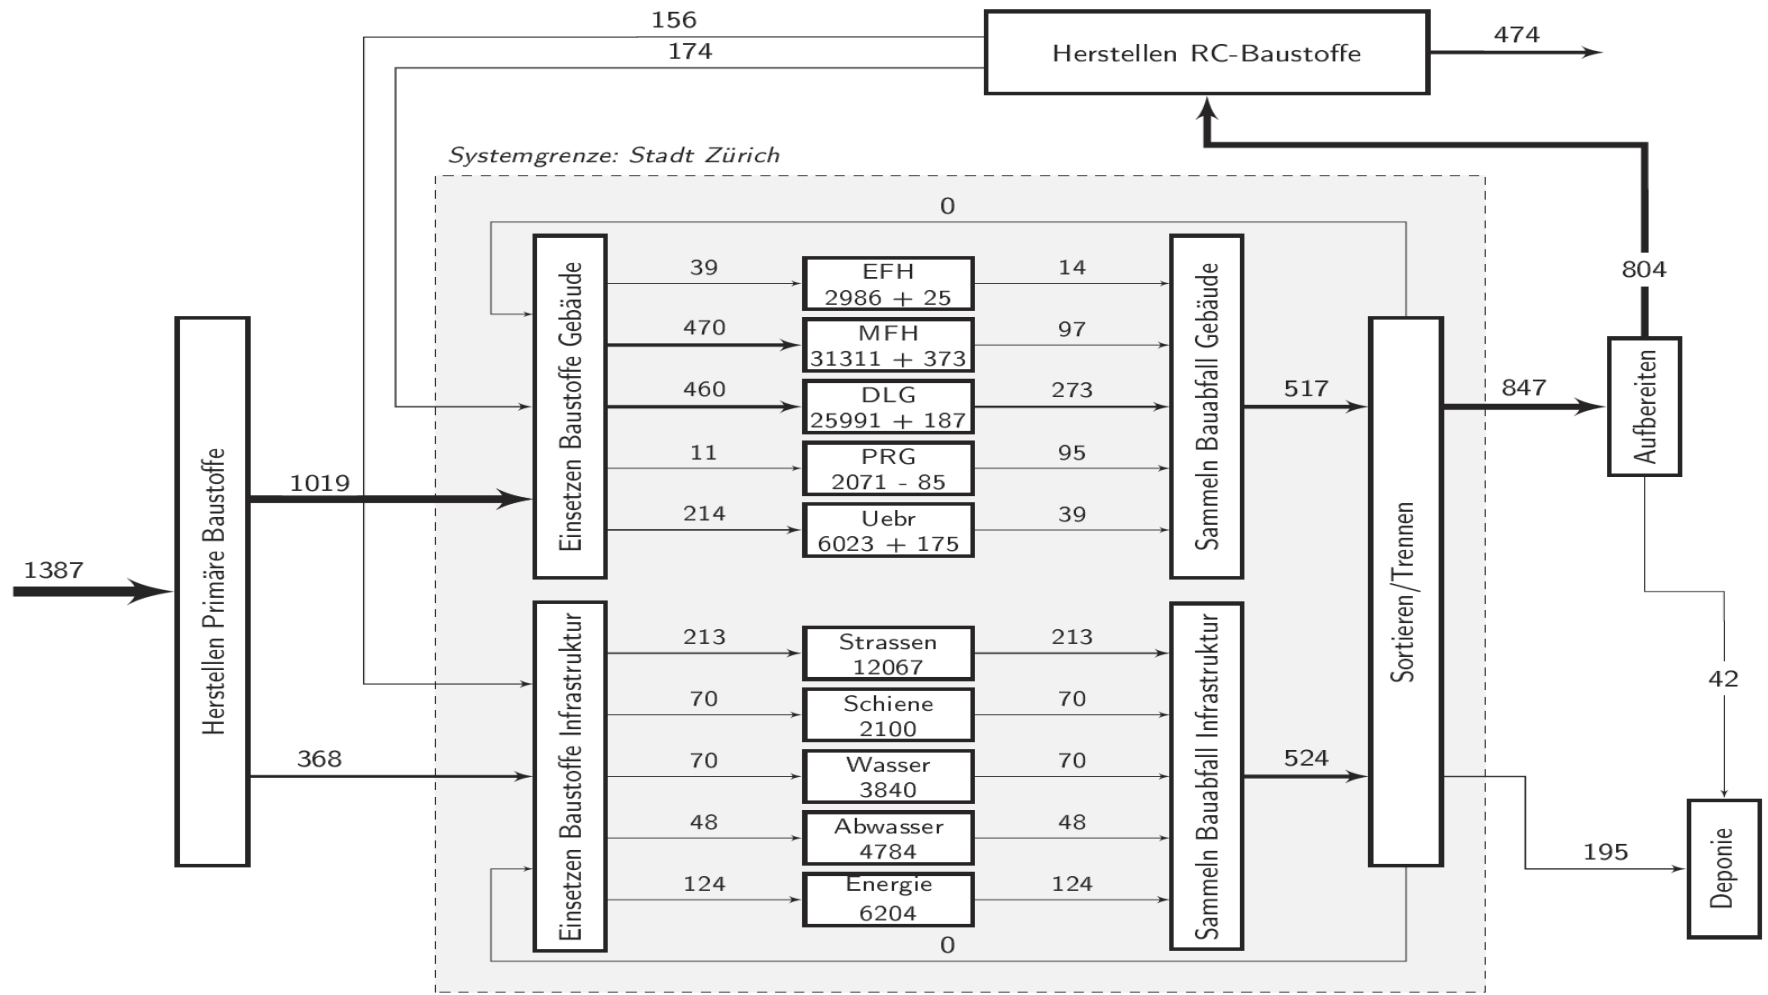 156
174
Herstellen RC-Baustoffe
474
Systemgrenze: Stadt Zürich
804
0
Einsetzen Baustoffe Gebäude
39
EFH
2986 + 25
14
470
MFH
31311 + 373
97
460
DLG
25991 + 187
273
11
PRG
2071 - 85
95
214
Uebr
6023 + 175
39
Sammeln Bauabfall Gebäude
517
Sortieren/Trennen
847
Aufbereiten
1387
Herstellen Primäre Baustoffe
1019
368
Einsetzen Baustoffe Infrastruktur
213
Strassen
12067
213
70
Schiene
2100
70
70
Wasser
3840
70
48
Abwasser
4784
48
124
Energie
6204
124
Sammeln Bauabfall Infrastruktur
524
0
42
195
Deponie